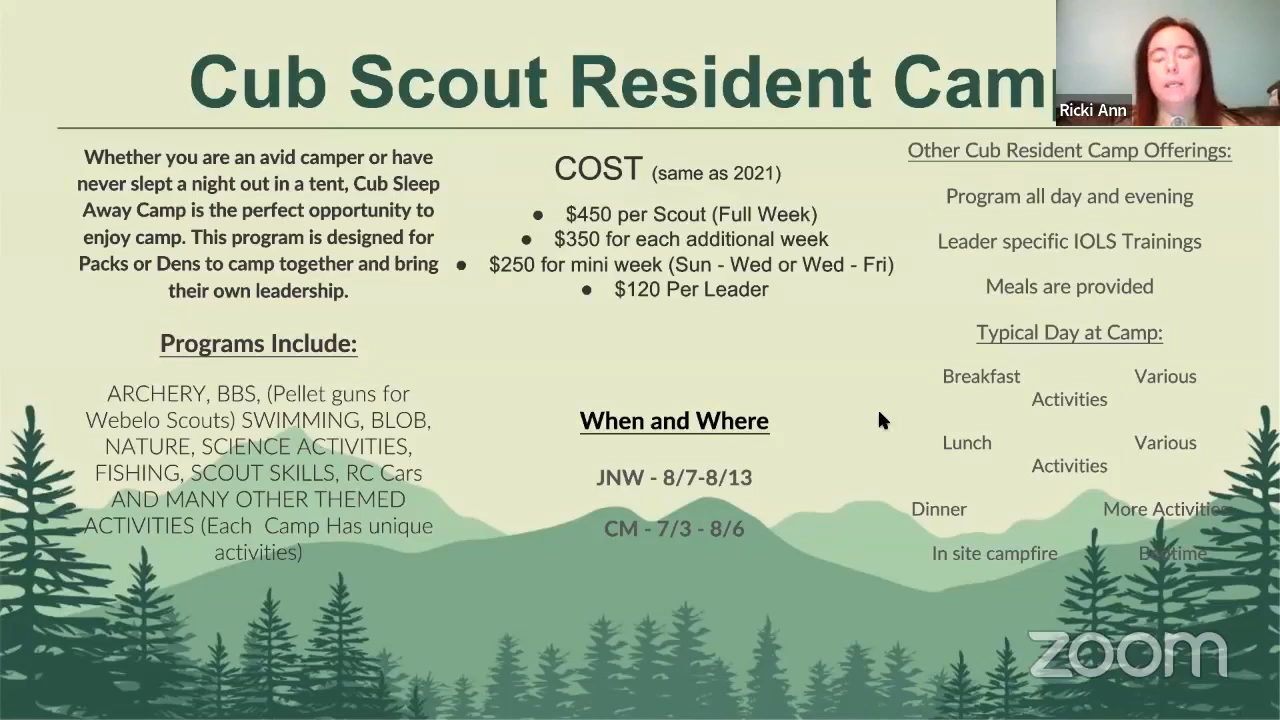 Cub Scout Resident Cam
Ricki Ann
Whether you are an avid camper or have
never slept a night out in a tent, Cub Sleep
Away Camp is the perfect opportunity to
enjoy camp. This program is designed for
Packs or Dens to camp together and bring
their own leadership.
Programs Include:
ARCHERY, BBS, (Pellet guns for
Webelo Scouts) SWIMMING, BLOB,
NATURE, SCIENCE ACTIVITIES,
FISHING, SCOUT SKILLS, RC Cars
AND MANY OTHER THEMED
ACTIVITIES (Each Camp Has unique
activities)
COST (same as 2021)
● $450 per Scout (Full Week)
● $350 for each additional week
● $250 for mini week (Sun - Wed or Wed - Fri)
● $120 Per Leader
When and Where
JNW - 8/7-8/13
CM - 7/3 - 8/6
Other Cub Resident Camp Offerings:
Program all day and evening
Leader specific IOLS Trainings
Meals are provided
Typical Day at Camp:
Breakfast Various
Activities
Lunch Various
Activities
Dinner More Activities
In site campfire Bedtime
zoom